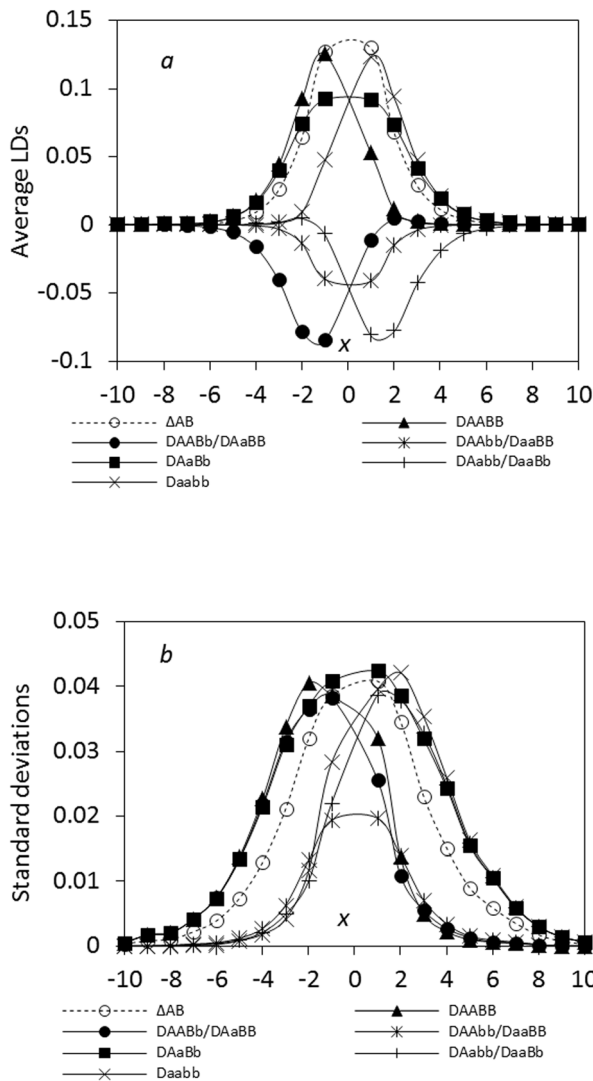 a
Average LDs
0.15
0.1
0.05
0
-0.05
-0.1
x
-10 -8 -6 -4 -2 0 2 4 6 8 10
ΔAB DAABB
DAABb/DAaBB DAAbb/DaaBB
DAaBb DAabb/DaaBb
Daabb
b
Standard deviations
0.05
0.04
0.03
0.02
0.01
0
x
-10 -8 -6 -4 -2 0 2 4 6 8 10
ΔAB DAABB
DAABb/DAaBB DAAbb/DaaBB
DAaBb DAabb/DaaBb
Daabb